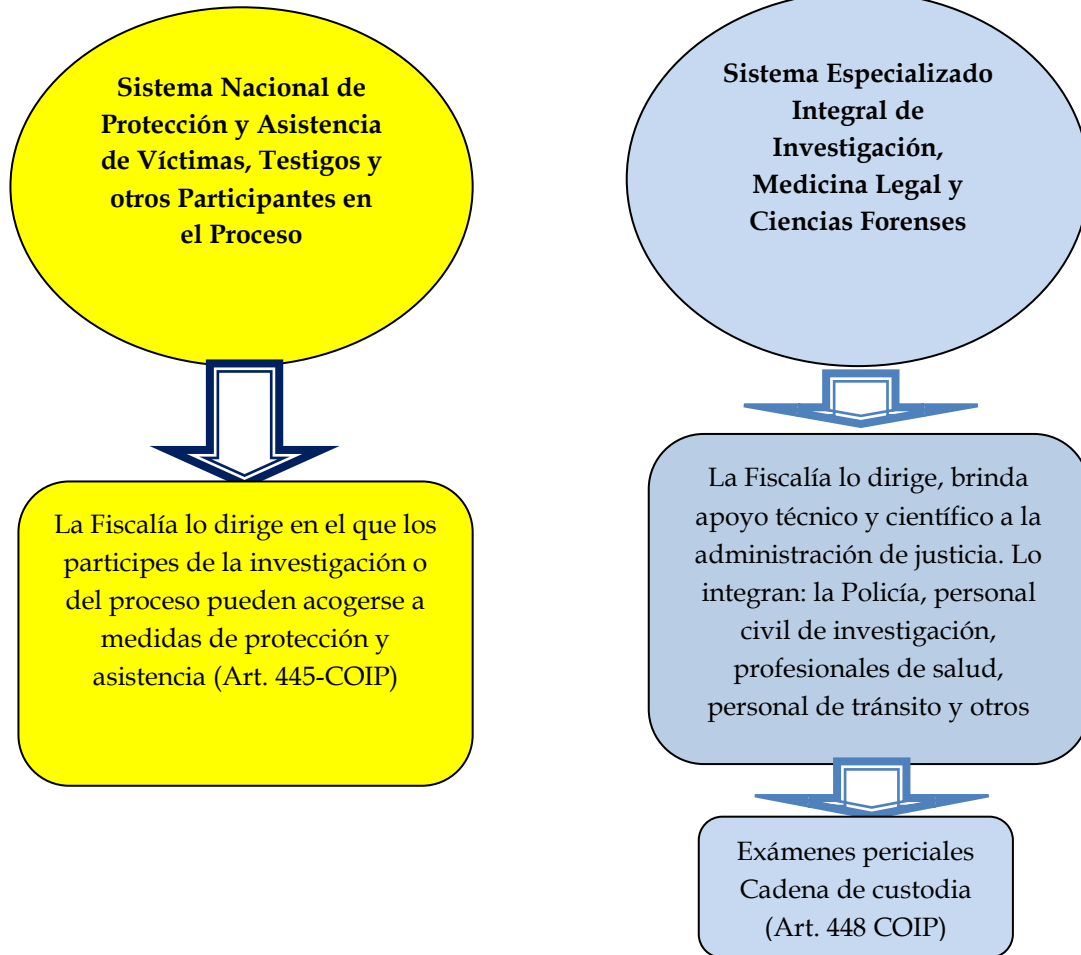 Sistema Nacional de
Protección y Asistencia
de Víctimas, Testigos y
otros Participantes en
el Proceso
La Fiscalía lo dirige en el que los
participes de la investigación o
del proceso pueden acogerse a
medidas de protección y
asistencia (Art. 445-COIP)
Sistema Especializado
Integral de
Investigación,
Medicina Legal y
Ciencias Forenses
La Fiscalía lo dirige, brinda
apoyo técnico y científico a la
administración de justicia. Lo
integran: la Policía, personal
civil de investigación,
profesionales de salud,
personal de tránsito y otros
Exámenes periciales
Cadena de custodia
(Art. 448 COIP)